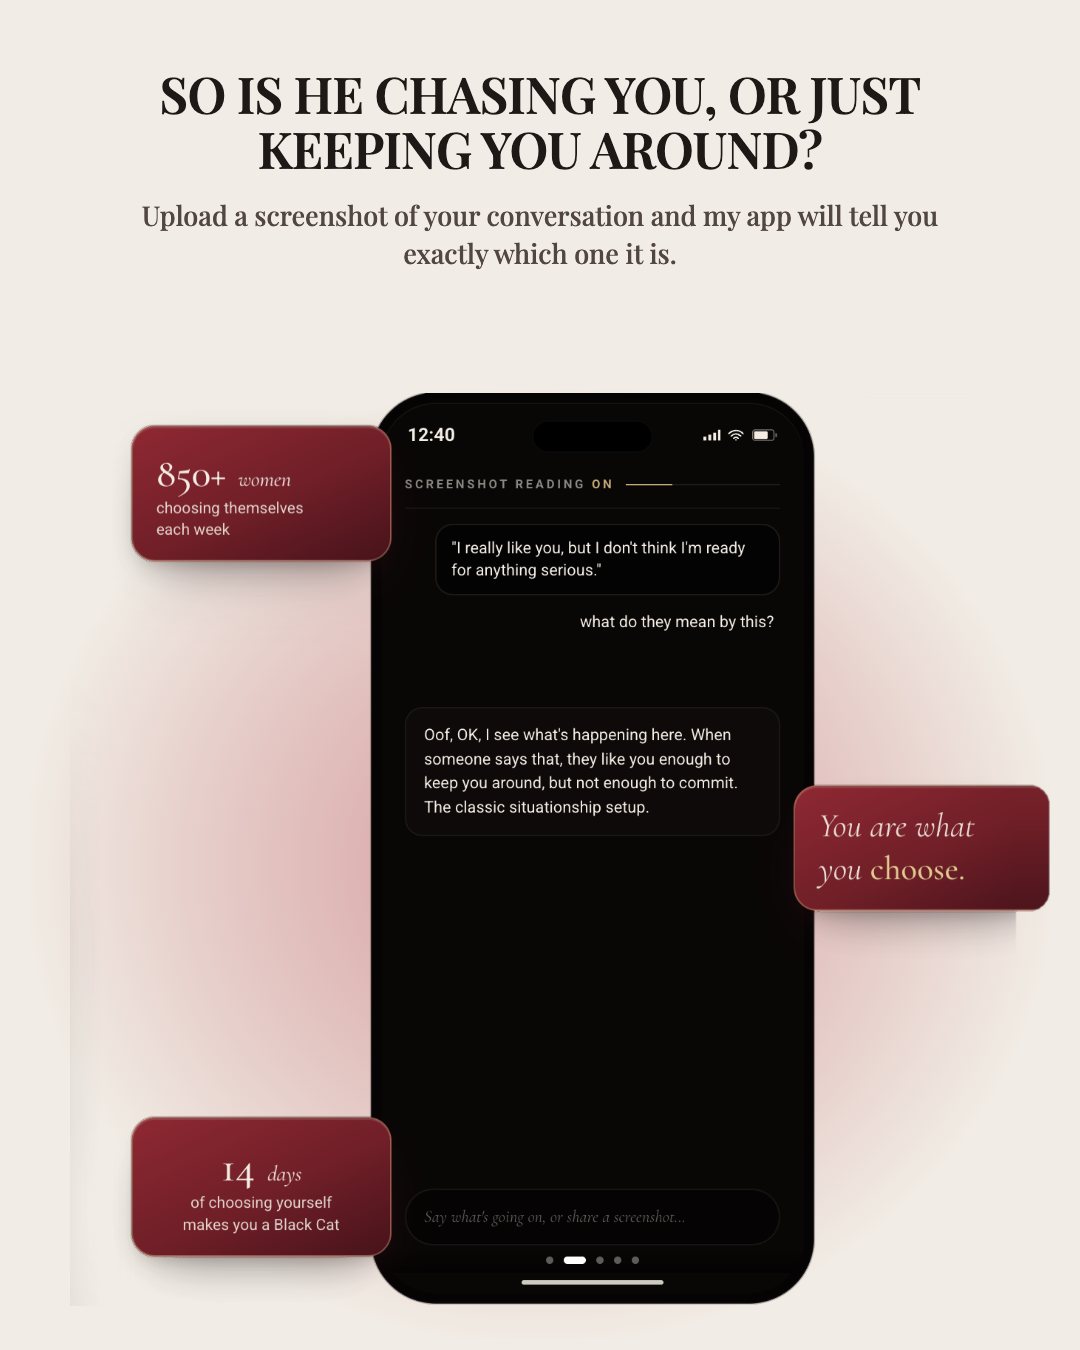 SO IS HE CHASING YOU, OR JUST
KEEPING YOU AROUND?
Upload a screenshot of your conversation and my app will tell you
exactly which one it is.
850+ women
choosing themselves
each week
12:40
SCREENSHOT READING ON
"I really like you, but I don't think I'm ready
for anything serious."
what do they mean by this?
Oof, OK, I see what's happening here. When
someone says that, they like you enough to
keep you around, but not enough to commit.
The classic situationship setup.
You are what
you choose.
14 days
of choosing yourself
makes you a Black Cat
Say what's going on, or share a screenshot...